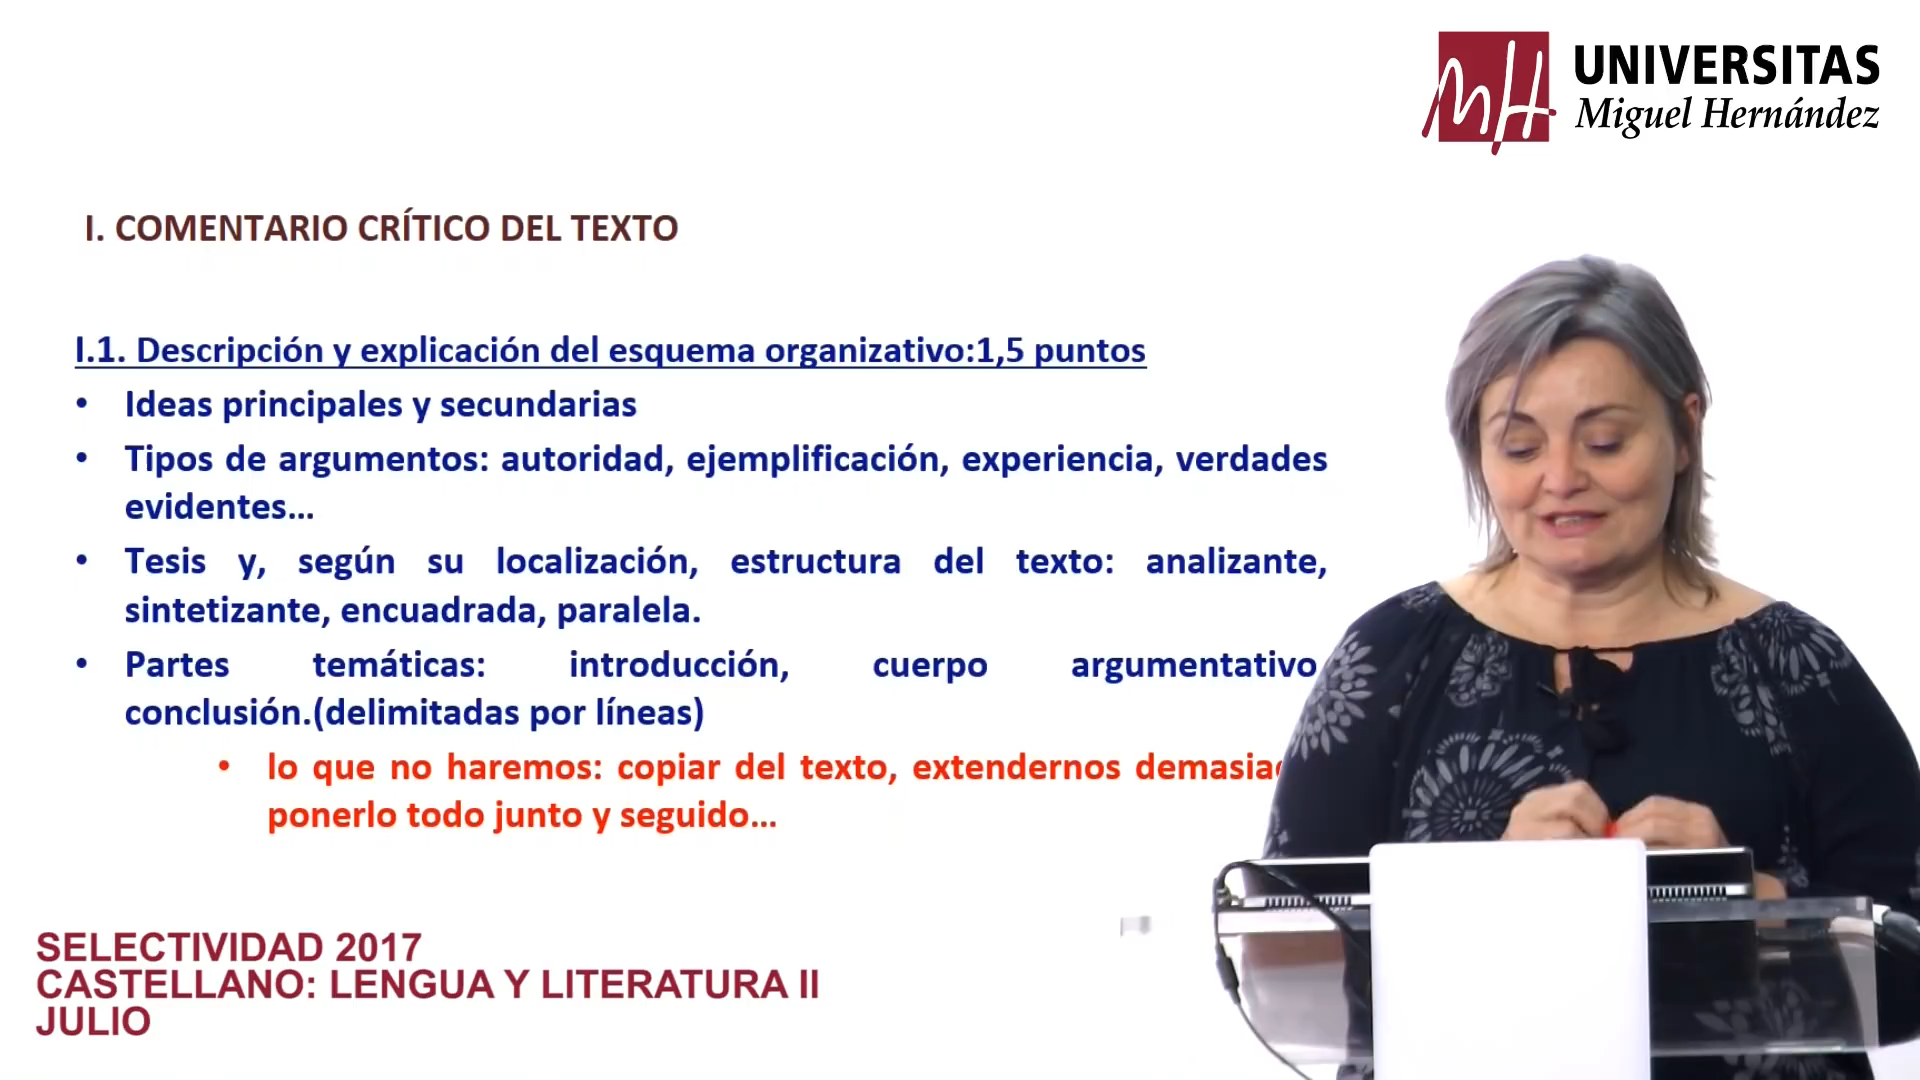 UNIVERSITAS
Miguel Hernández
I. COMENTARIO CRÍTICO DEL TEXTO
I.1. Descripción y explicación del esquema organizativo:1,5 puntos
• Ideas principales y secundarias
• Tipos de argumentos: autoridad, ejemplificación, experiencia, verdades
evidentes...
• Tesis y, según su localización, estructura del texto: analizante,
sintetizante, encuadrada, paralela.
• Partes temáticas: introducción, cuerpo argumentativo
conclusión.(delimitadas por líneas)
• lo que no haremos: copiar del texto, extendernos
ponerlo todo junto y seguido...
SELECTIVIDAD 2017
CASTELLANO: LENGUA Y LITERATURA II
JULIO